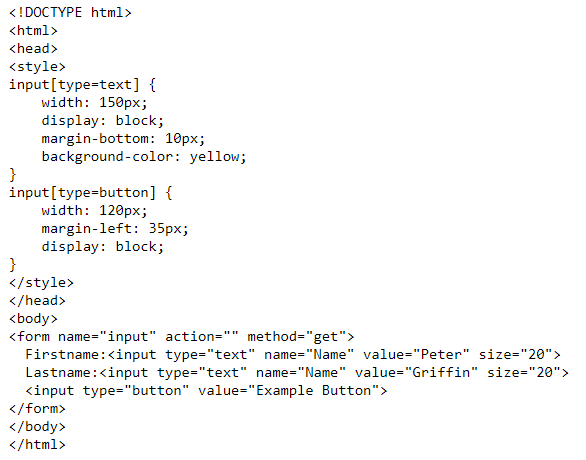 <!DOCTYPE html>
<html>
<head>
<style>
input[type=text] {
    width: 150px;
    display: block;
    margin-bottom: 10px;
    background-color: yellow;
}
input[type=button] {
    width: 120px;
    margin-left: 35px;
    display: block;
}
</style>
</head>
<body>
<form name="input" action="" method="get">
  Firstname:<input type="text" name="Name" value="Peter" size="20">
  Lastname:<input type="text" name="Name" value="Griffin" size="20">
  <input type="button" value="Example Button">
</form>
</body>
</html>